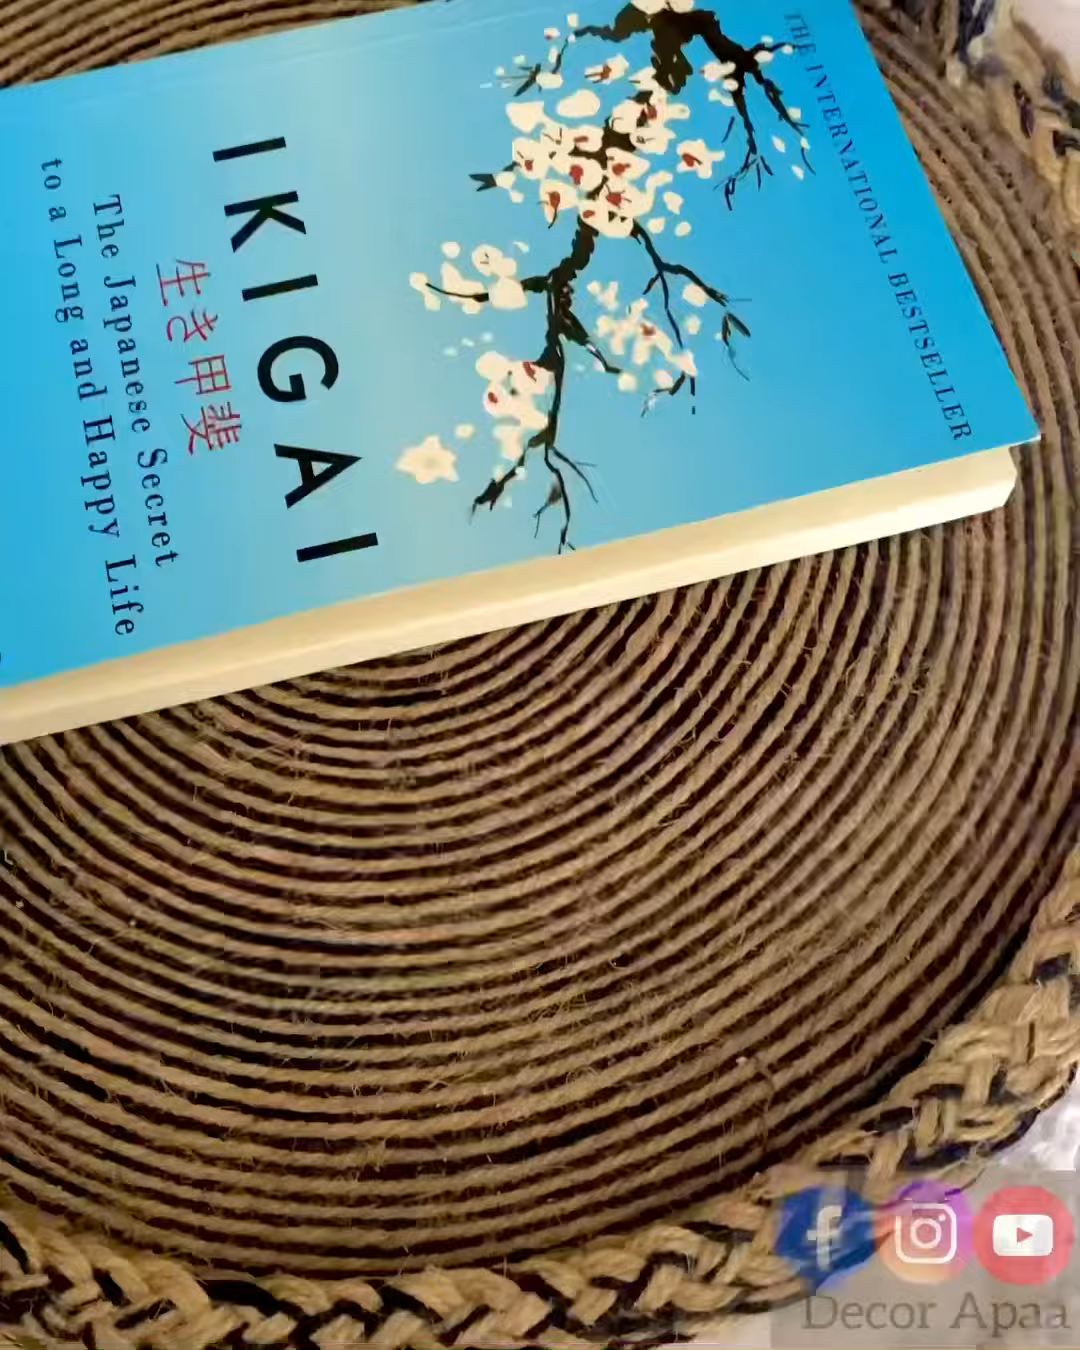 THE INTERNATIONAL BESTSELLER
IKIGAI
生き甲斐
The Japanese Secret
to a Long and Happy Life
Decor Apaa